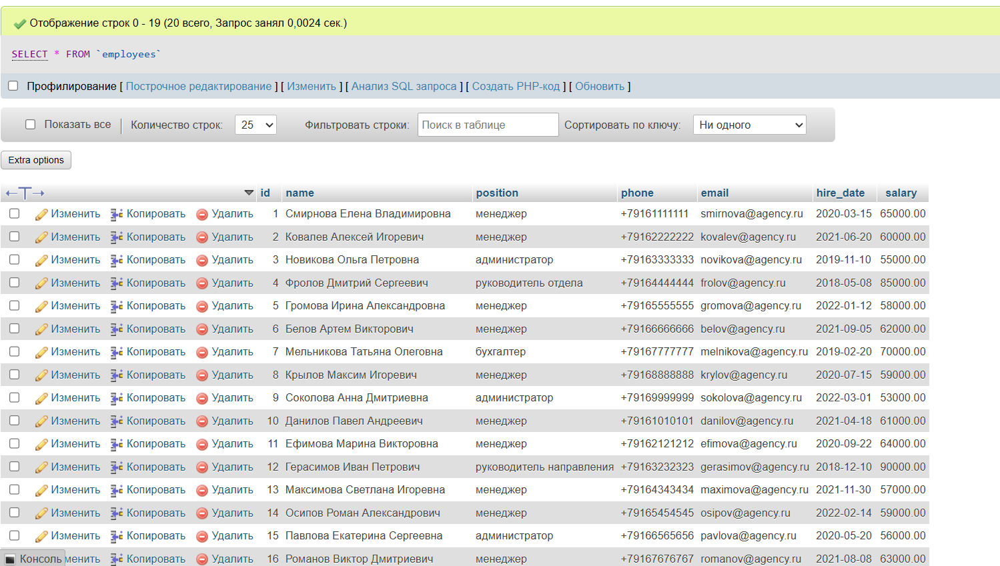 Отображение строк 0 - 19 (20 всего, Запрос занял 0,0024 сек.)
SELECT * FROM `employees`
Профилирование [ Построчное редактирование ] [ Изменить ] [ Анализ SQL запроса ] [ Создать PHP-код ] [ Обновить ]
Показать все Количество строк: 25 Фильтровать строки: Поиск в таблице Сортировать по ключу: Ни одного
Extra options
id name position phone email hire_date salary
Изменить Копировать Удалить 1 Смирнова Елена Владимировна менеджер +79161111111 smirnova@agency.ru 2020-03-15 65000.00
Изменить Копировать Удалить 2 Ковалев Алексей Игоревич менеджер +79162222222 kovalev@agency.ru 2021-06-20 60000.00
Изменить Копировать Удалить 3 Новикова Ольга Петровна администратор +79163333333 novikova@agency.ru 2019-11-10 55000.00
Изменить Копировать Удалить 4 Фролов Дмитрий Сергеевич руководитель отдела +79164444444 frolov@agency.ru 2018-05-08 85000.00
Изменить Копировать Удалить 5 Громова Ирина Александровна менеджер +79165555555 gromova@agency.ru 2022-01-12 58000.00
Изменить Копировать Удалить 6 Белов Артем Викторович менеджер +79166666666 belov@agency.ru 2021-09-05 62000.00
Изменить Копировать Удалить 7 Мельникова Татьяна Олеговна бухгалтер +79167777777 melnikova@agency.ru 2019-02-20 70000.00
Изменить Копировать Удалить 8 Крылов Максим Игоревич менеджер +79168888888 krylov@agency.ru 2020-07-15 59000.00
Изменить Копировать Удалить 9 Соколова Анна Дмитриевна администратор +79169999999 sokolova@agency.ru 2022-03-01 53000.00
Изменить Копировать Удалить 10 Данилов Павел Андреевич менеджер +79161010101 danilov@agency.ru 2021-04-18 61000.00
Изменить Копировать Удалить 11 Ефимова Марина Викторовна менеджер +79162121212 efimova@agency.ru 2020-09-22 64000.00
Изменить Копировать Удалить 12 Герасимов Иван Петрович руководитель направления +79163232323 gerasimov@agency.ru 2018-12-10 90000.00
Изменить Копировать Удалить 13 Максимова Светлана Игоревна менеджер +79164343434 maximova@agency.ru 2021-11-30 57000.00
Изменить Копировать Удалить 14 Осипов Роман Александрович менеджер +79165454545 osipov@agency.ru 2022-02-14 59000.00
Изменить Копировать Удалить 15 Павлова Екатерина Сергеевна администратор +79166565656 pavlova@agency.ru 2020-05-20 56000.00
Консоль менить Копировать Удалить 16 Романов Виктор Дмитриевич менеджер +79167676767 romanov@agency.ru 2021-08-08 63000.00